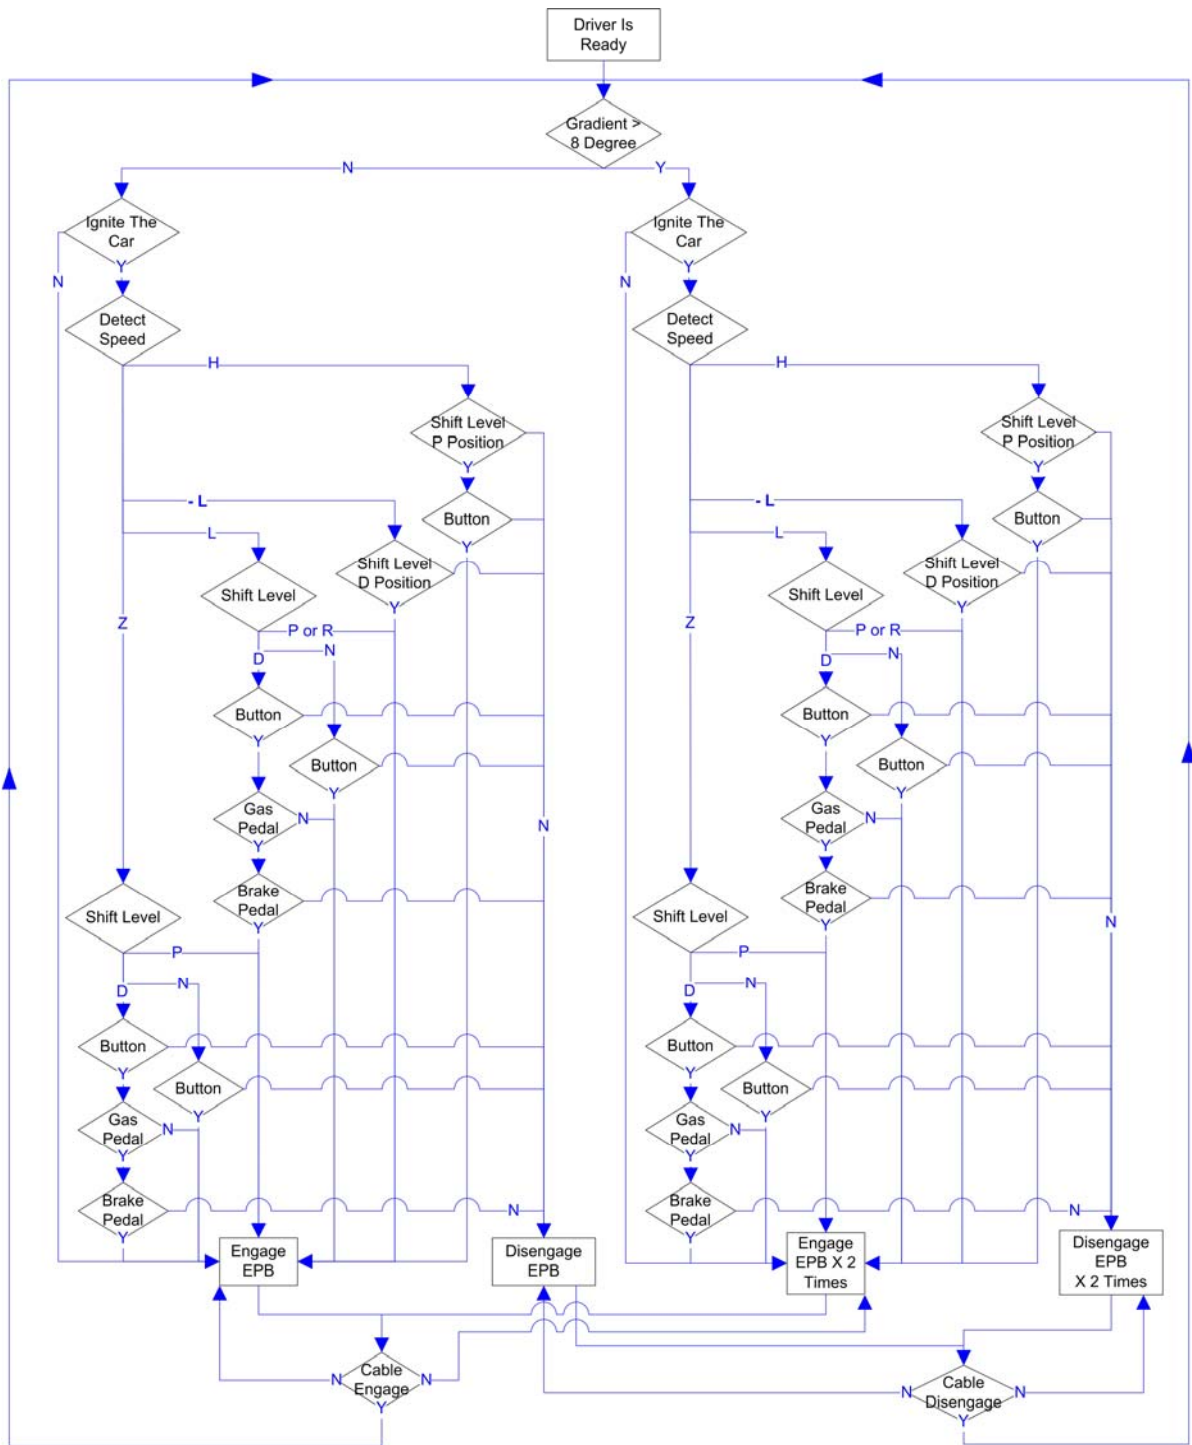 Driver Is
Ready
Gradient >
8 Degree
N
Y
Ignite The
Car
Y
N
Ignite The
Car
Y
N
Detect
Speed
Detect
Speed
H
H
Shift Level
P Position
Y
Shift Level
P Position
Y
- L
- L
Button
Y
Button
Y
L
L
Shift Level
D Position
Y
Shift Level
D Position
Y
Shift Level
Shift Level
Z
Z
P or R
P or R
D
N
D
N
Button
Y
Button
Y
Button
Y
Button
Y
Gas
Pedal
N
Y
Gas
Pedal
N
Y
N
Brake
Pedal
Y
Brake
Pedal
Y
N
Shift Level
Shift Level
P
P
D
N
D
N
Button
Y
Button
Y
Button
Y
Button
Y
Gas
Pedal
N
Y
Gas
Pedal
N
Y
Brake
Pedal
Y
N
Brake
Pedal
Y
N
Engage
EPB
Disengage
EPB
Engage
EPB X 2
Times
Disengage
EPB
X 2 Times
N
Cable
Engage
N
Y
N
Cable
Disengage
N
Y